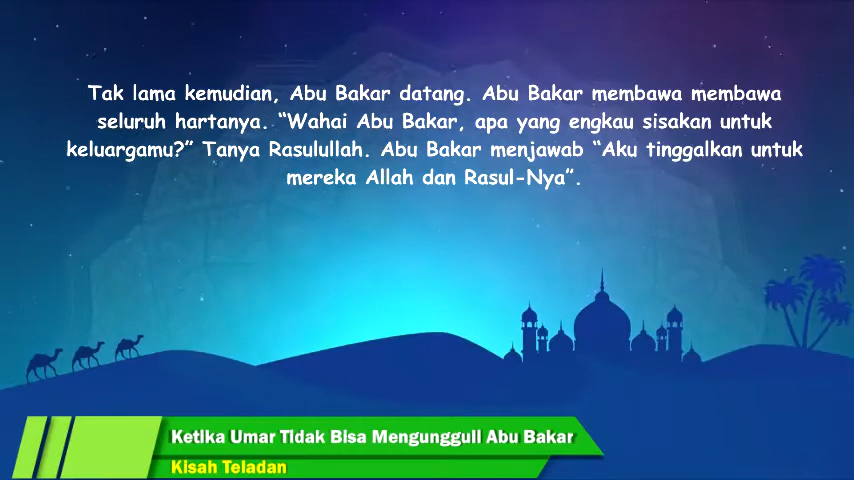 Tak lama kemudian, Abu Bakar datang. Abu Bakar membawa membawa
seluruh hartanya. “Wahai Abu Bakar, apa yang engkau sisakan untuk
keluargamu?” Tanya Rasulullah. Abu Bakar menjawab “Aku tinggalkan untuk
mereka Allah dan Rasul-Nya”.
Ketika Umar Tidak Bisa Mengungguli Abu Bakar
Kisah Teladan